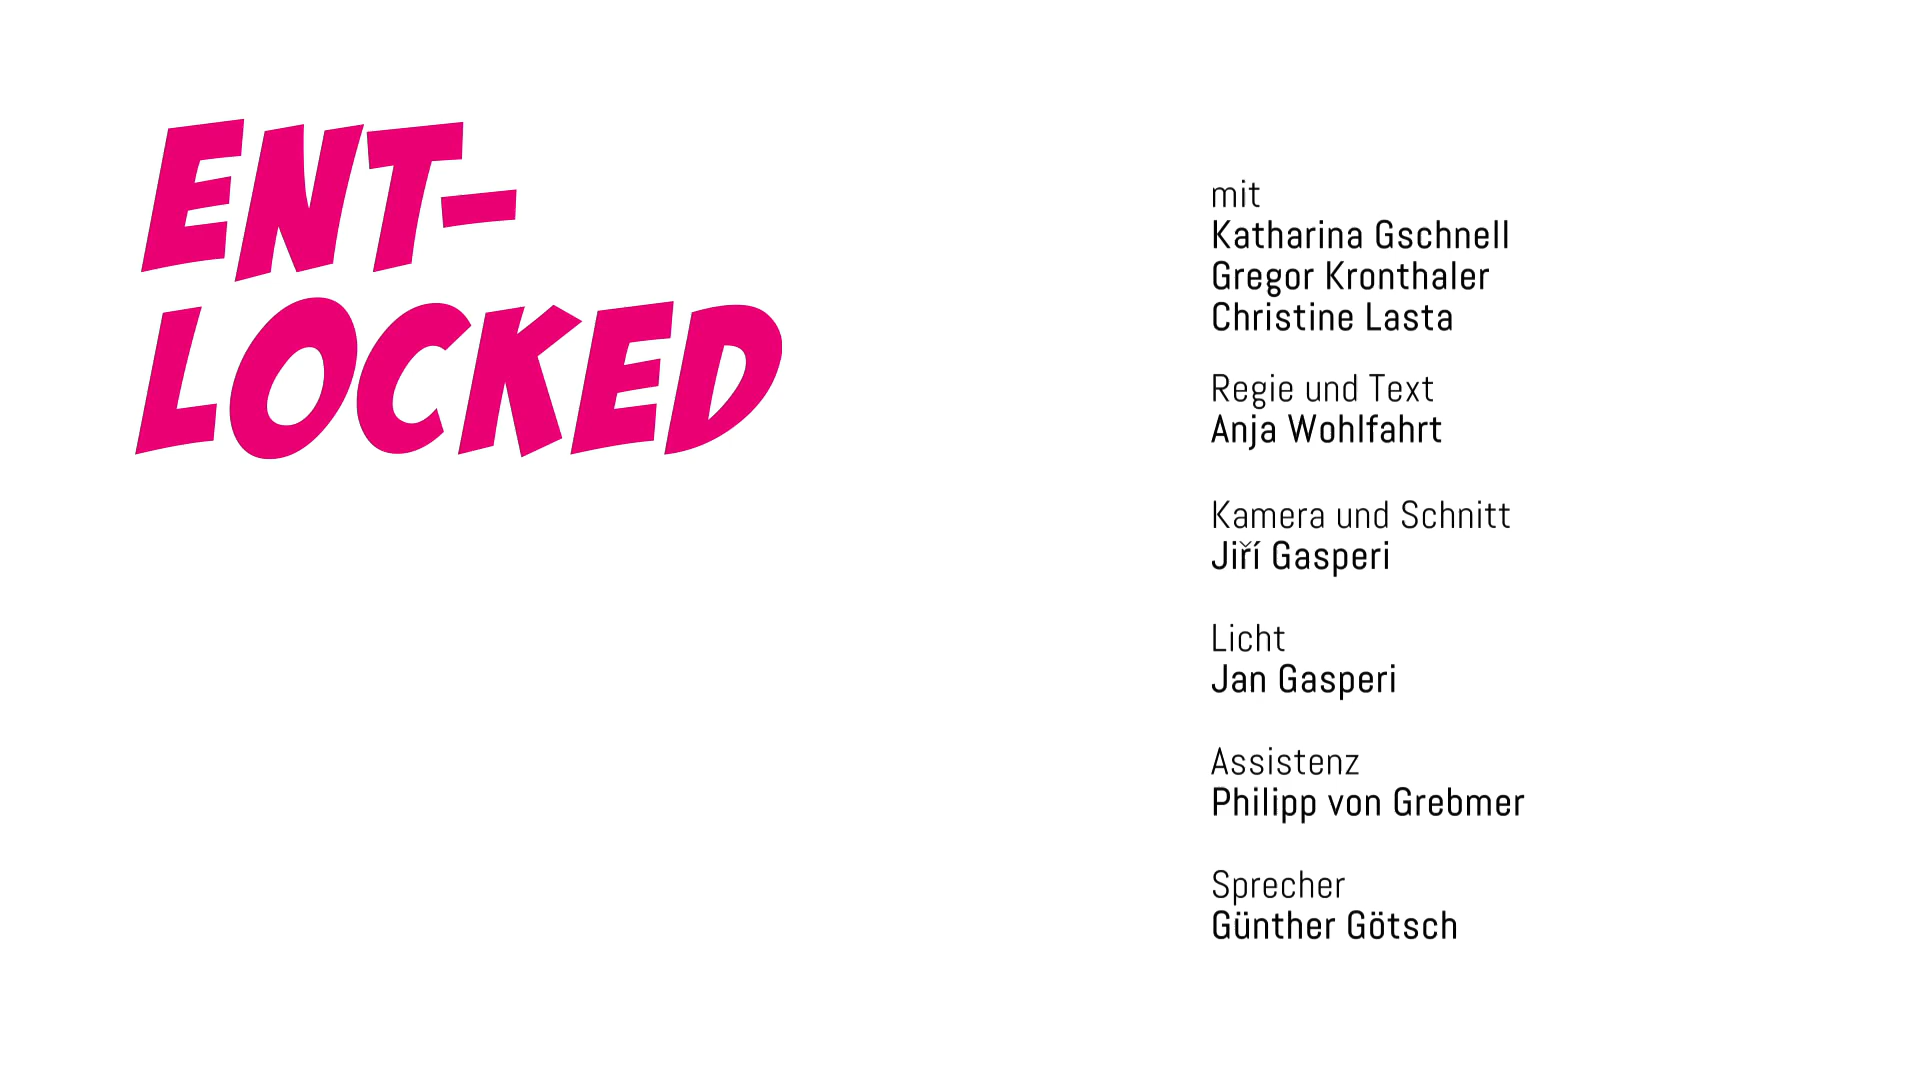 ENT-
LOCKED
mit
Katharina Gschnell
Gregor Kronthaler
Christine Lasta
Regie und Text
Anja Wohlfahrt
Kamera und Schnitt
Jiří Gasperi
Licht
Jan Gasperi
Assistenz
Philipp von Grebmer
Sprecher
Günther Götsch